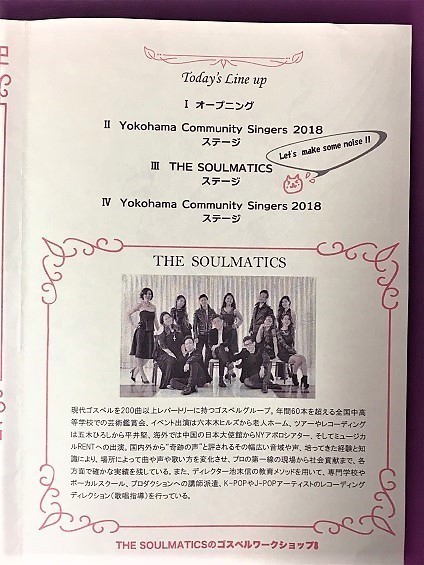 Today's Line up
Ⅰ オープニング
Ⅱ Yokohama Community Singers 2018
ステージ
Let's make some noise !!
Ⅲ THE SOULMATICS
ステージ
Ⅳ Yokohama Community Singers 2018
ステージ
THE SOULMATICS
現代ゴスペルを200曲以上レパートリーに持つゴスペルグループ。年間60本を超える全国中高
等学校での芸術鑑賞会、イベント出演は六本木ヒルズから老人ホーム、ツアーやレコーディング
は五木ひろしから平井堅、海外では中国の日本大使館からNYアポロシアター、そしてミュージカ
ルRENTへの出演。国内外から"奇跡の声"と評されるその幅広い音域や声、培ってきた経験と知
識により、場所によって曲や歌い方を変化させ、プロの第一線の現場から社会貢献まで、各
方面で確かな実績を残している。また、ディレクター池末信の教育メソッドを用いて、専門学校や
ボーカルスクール、プロダクションへの講師派遣、K-POPやJ-POPアーティストのレコーディング
ディレクション(歌唱指導)を行っている。
THE SOULMATICSのゴスペルワークショップ